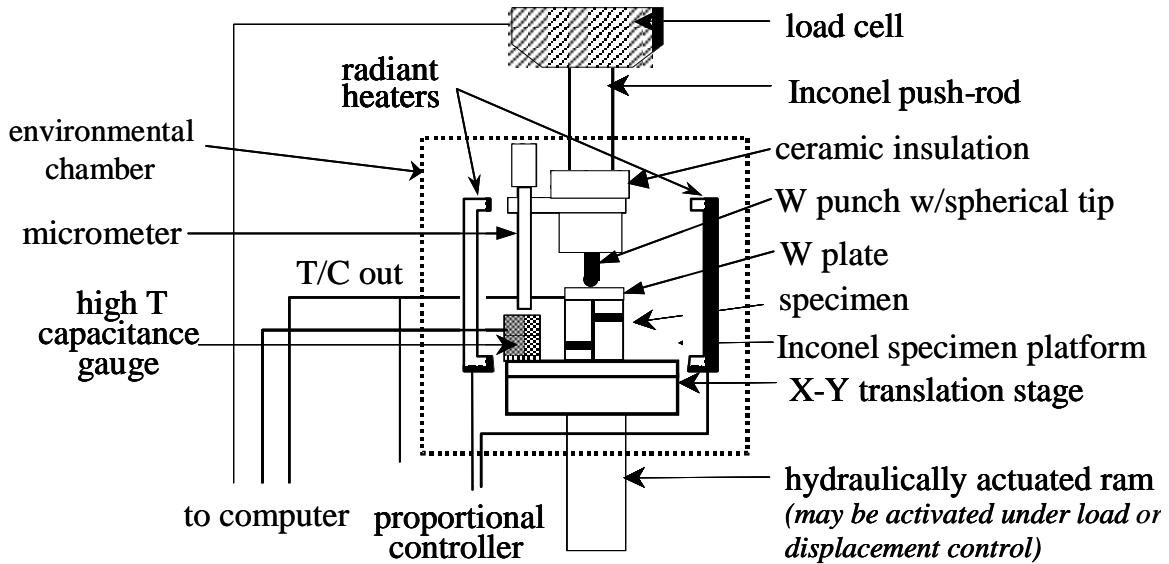 load cell
radiant
heaters
Inconel push-rod
environmental
chamber
ceramic insulation
W punch w/spherical tip
micrometer
W plate
T/C out
high T
capacitance
gauge
specimen
Inconel specimen platform
X-Y translation stage
hydraulically actuated ram
(may be activated under load or
displacement control)
to computer
proportional
controller